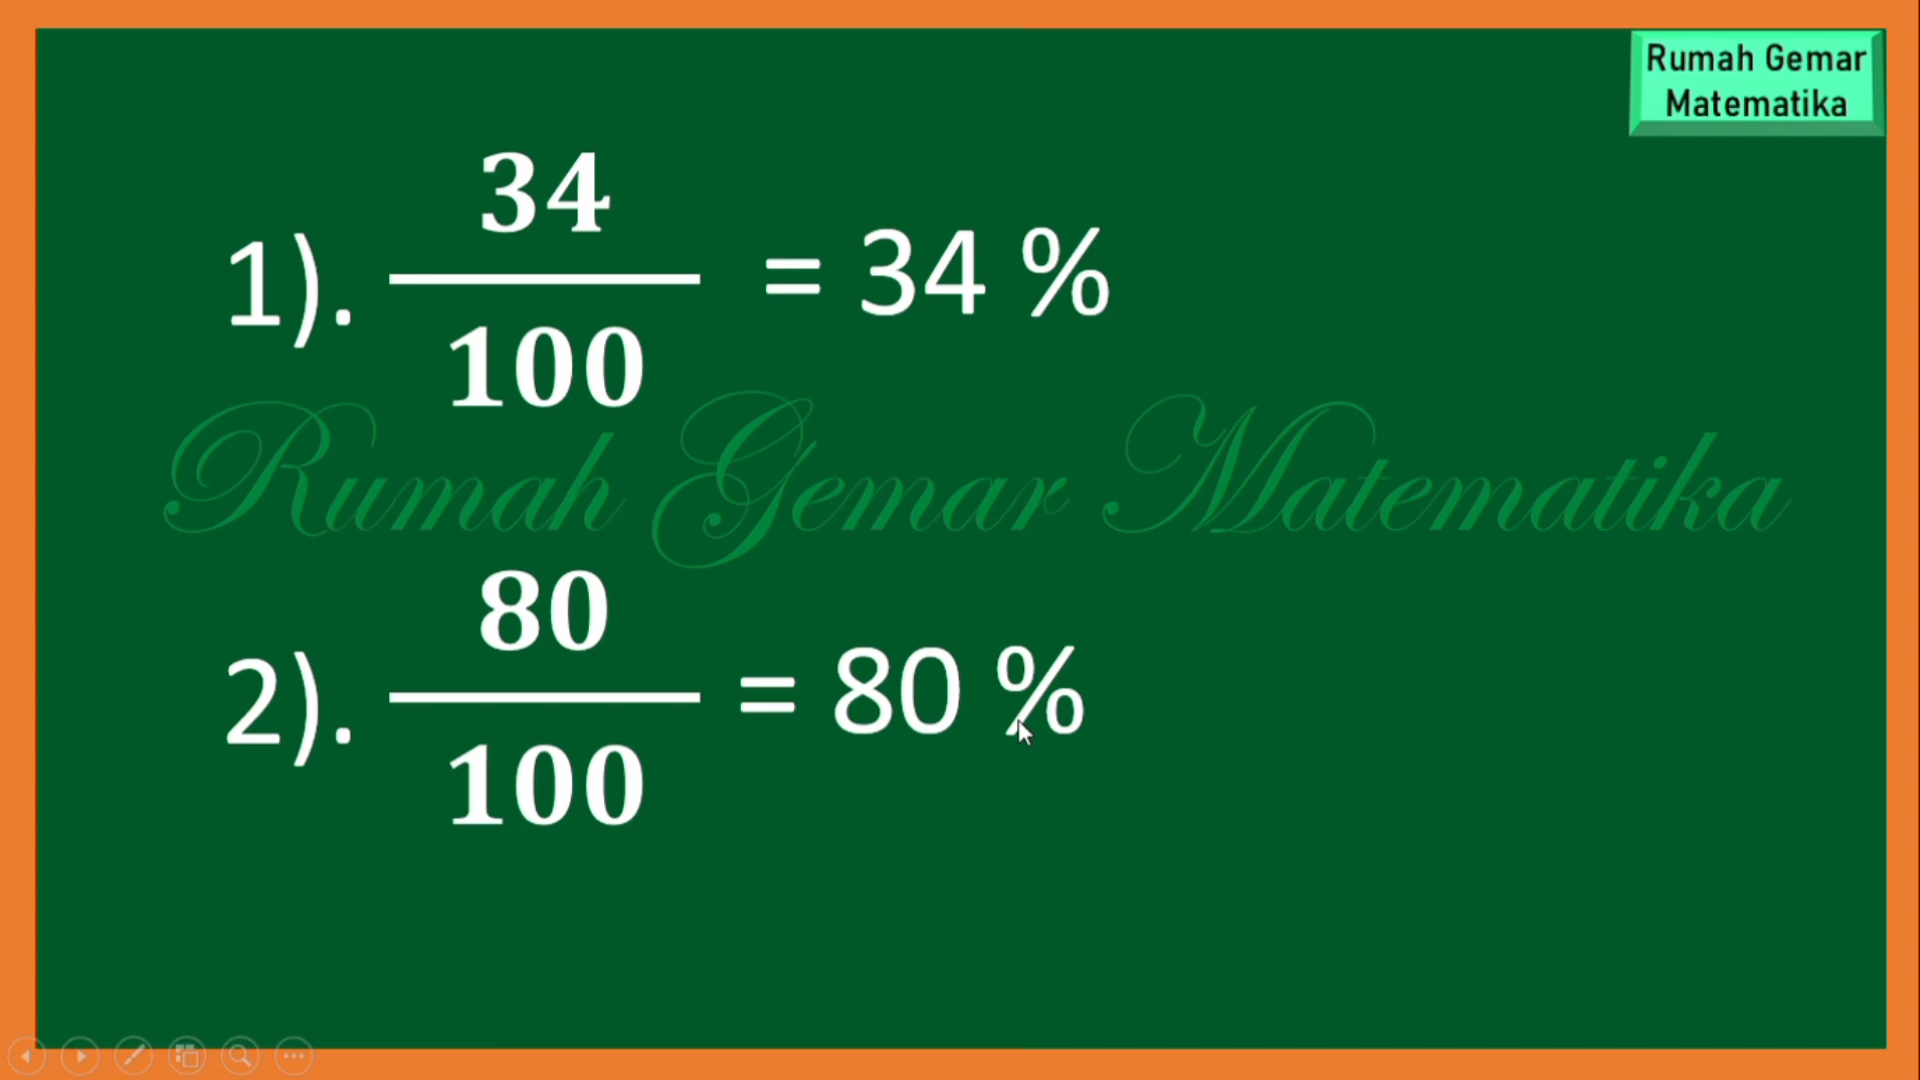 Rumah Gemar
Matematika
1). 34/100 = 34 %
Rumah Gemar Matematika
2). 80/100 = 80 %